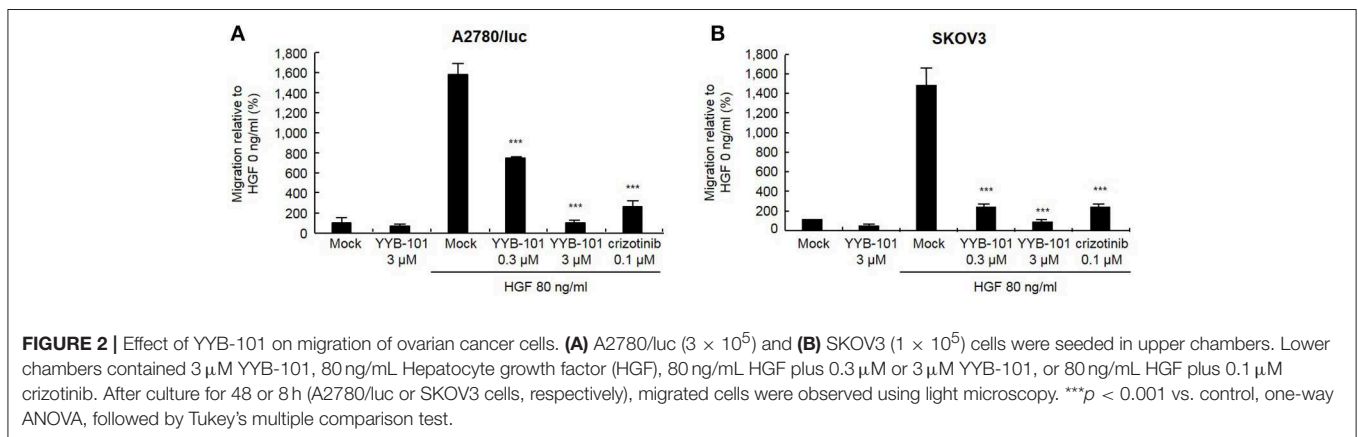 A
A2780/luc
Migration relative to
HGF 0 ng/ml (%)
1,800
1,600
1,400
1,200
1,000
800
600
400
200
0
***
***
***
Mock YYB-101 Mock YYB-101 YYB-101 crizotinib
3 μM 0.3 μM 3 μM 0.1 μM
HGF 80 ng/ml
B
SKOV3
Migration relative to
HGF 0 ng/ml (%)
1,800
1,600
1,400
1,200
1,000
800
600
400
200
0
***
***
***
Mock YYB-101 Mock YYB-101 YYB-101 crizotinib
3 μM 0.3 μM 3 μM 0.1 μM
HGF 80 ng/ml
FIGURE 2 | Effect of YYB-101 on migration of ovarian cancer cells. (A) A2780/luc (3 × 10⁵) and (B) SKOV3 (1 × 10⁵) cells were seeded in upper chambers. Lower
chambers contained 3 μM YYB-101, 80 ng/mL Hepatocyte growth factor (HGF), 80 ng/mL HGF plus 0.3 μM or 3 μM YYB-101, or 80 ng/mL HGF plus 0.1 μM
crizotinib. After culture for 48 or 8 h (A2780/luc or SKOV3 cells, respectively), migrated cells were observed using light microscopy. ***p < 0.001 vs. control, one-way
ANOVA, followed by Tukey's multiple comparison test.